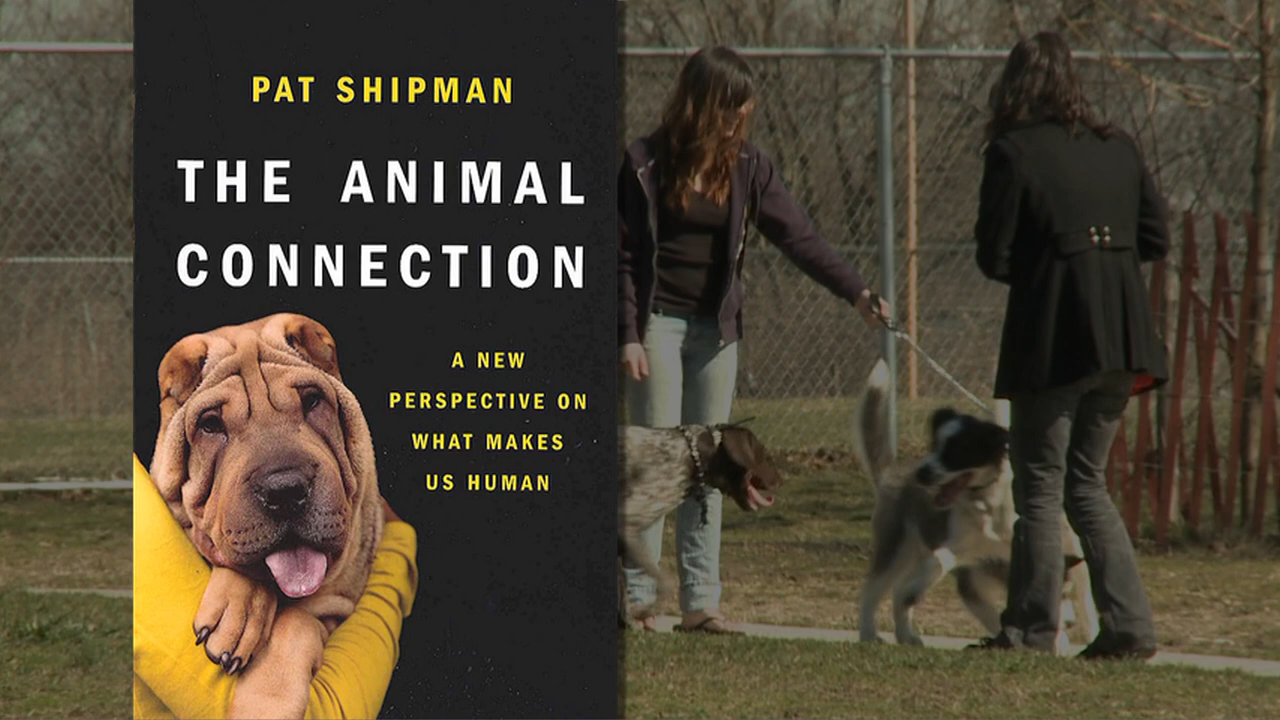 PAT SHIPMAN
THE ANIMAL
CONNECTION
A NEW
PERSPECTIVE ON
WHAT MAKES
US HUMAN